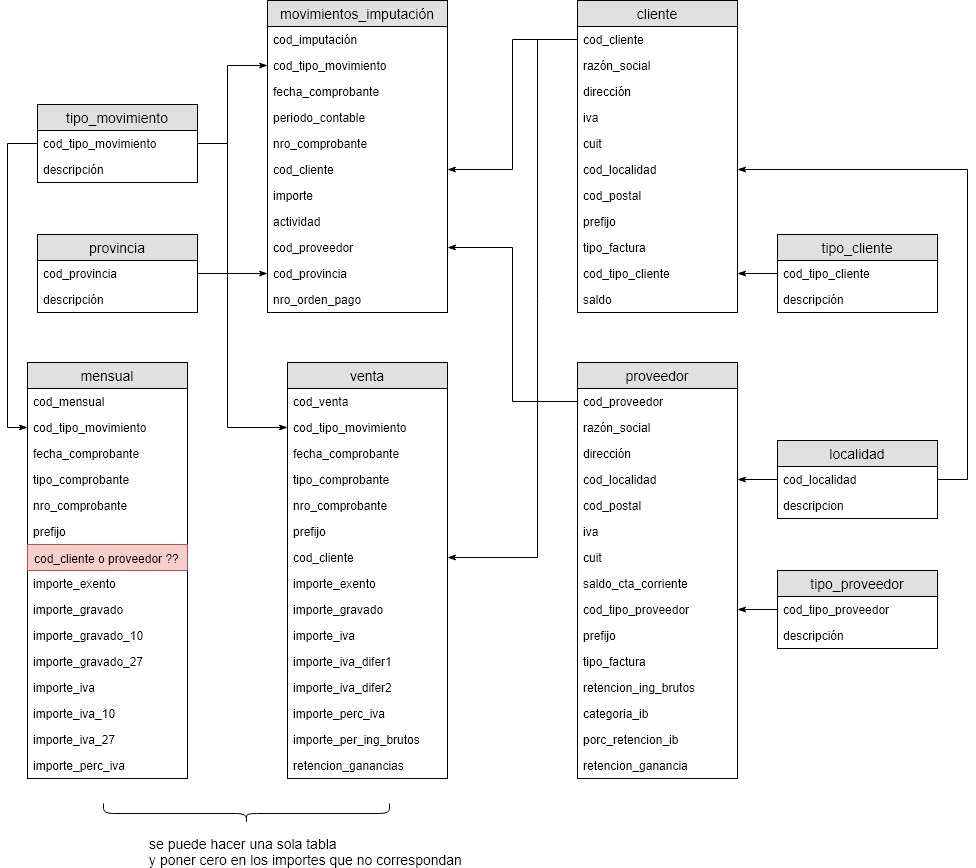 movimientos_imputación
cod_imputación
cod_tipo_movimiento
fecha_comprobante
periodo_contable
nro_comprobante
cod_cliente
importe
actividad
cod_proveedor
cod_provincia
nro_orden_pago
cliente
cod_cliente
razón_social
dirección
iva
cuit
cod_localidad
cod_postal
prefijo
tipo_factura
cod_tipo_cliente
saldo
tipo_movimiento
cod_tipo_movimiento
descripción
provincia
cod_provincia
descripción
tipo_cliente
cod_tipo_cliente
descripción
mensual
cod_mensual
cod_tipo_movimiento
fecha_comprobante
tipo_comprobante
nro_comprobante
prefijo
cod_cliente o proveedor ??
importe_exento
importe_gravado
importe_gravado_10
importe_gravado_27
importe_iva
importe_iva_10
importe_iva_27
importe_perc_iva
venta
cod_venta
cod_tipo_movimiento
fecha_comprobante
tipo_comprobante
nro_comprobante
prefijo
cod_cliente
importe_exento
importe_gravado
importe_iva
importe_iva_difer1
importe_iva_difer2
importe_perc_iva
importe_per_ing_brutos
retencion_ganancias
proveedor
cod_proveedor
razón_social
dirección
cod_localidad
cod_postal
iva
cuit
saldo_cta_corriente
cod_tipo_proveedor
prefijo
tipo_factura
retencion_ing_brutos
categoria_ib
porc_retencion_ib
retencion_ganancia
localidad
cod_localidad
descripcion
tipo_proveedor
cod_tipo_proveedor
descripción
se puede hacer una sola tabla
y poner cero en los importes que no correspondan